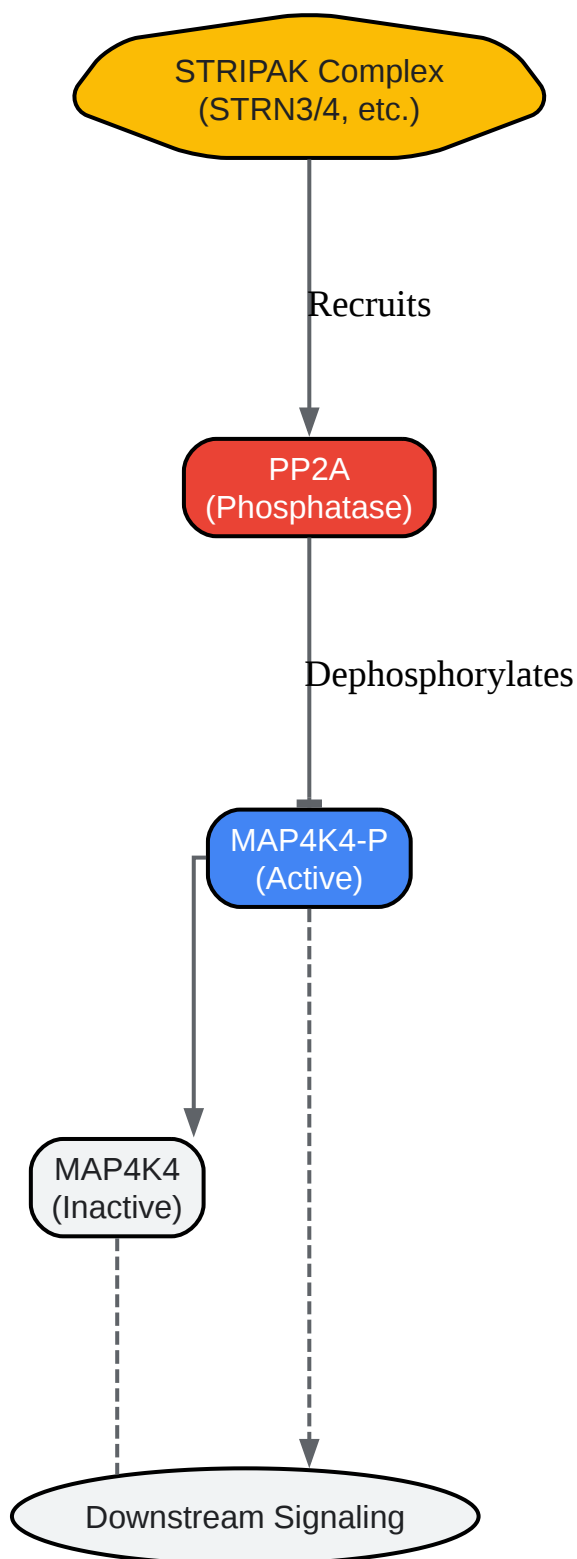 STRIPAK Complex
(STRN3/4, etc.)
Recruits
PP2A
(Phosphatase)
Dephosphorylates
MAP4K4-P
(Active)
MAP4K4
(Inactive)
Downstream Signaling